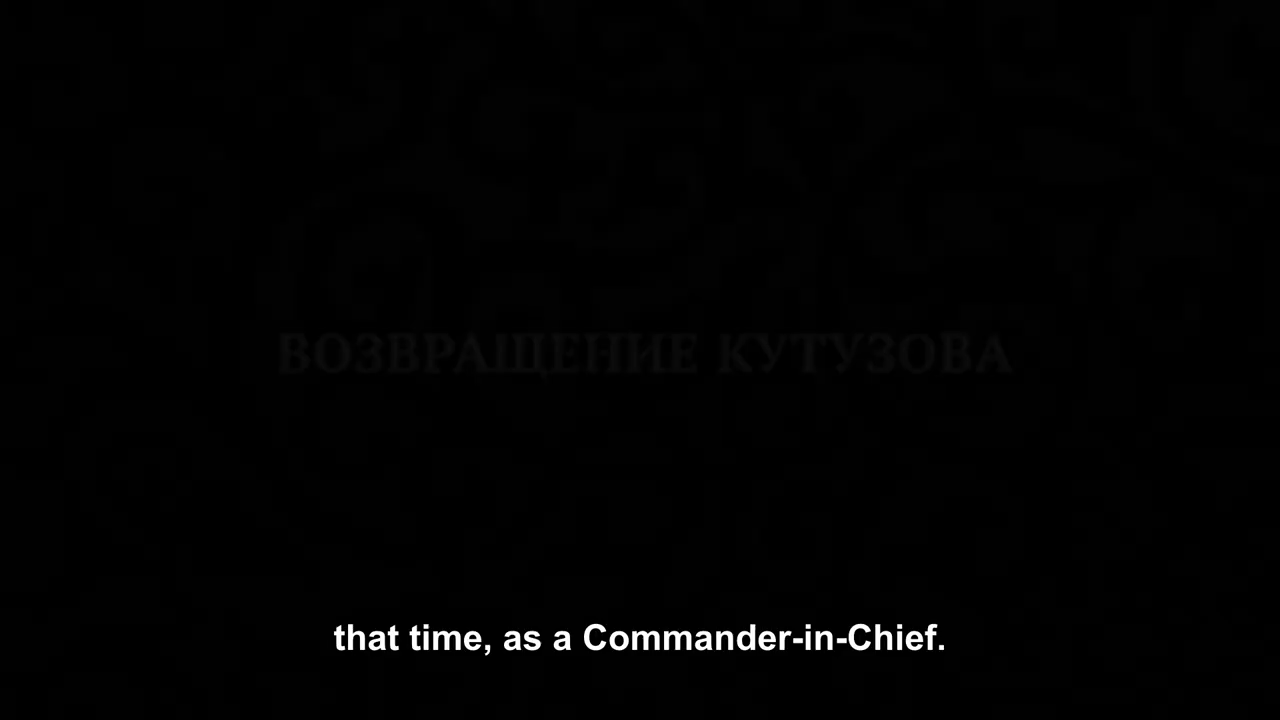 ВОЗВРАЩЕНИЕ КУТУЗОВА
that time, as a Commander-in-Chief.